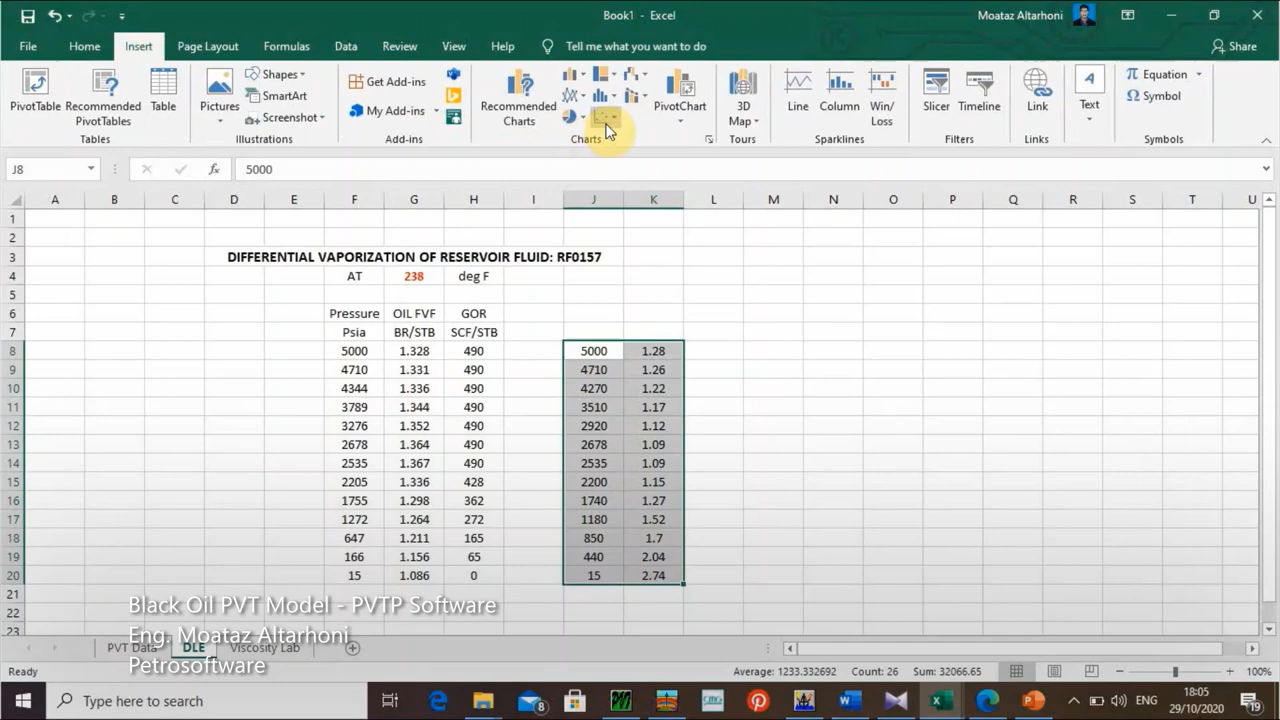 Book1 - Excel
Moataz Altarhoni
File Home Insert Page Layout Formulas Data Review View Help Tell me what you want to do Share
PivotTable Recommended PivotTables Table
Tables
Pictures Shapes SmartArt Screenshot
Illustrations
Get Add-ins
My Add-ins
Add-ins
Recommended Charts
PivotChart
Charts
3D Map
Tours
Line Column Win/Loss
Sparklines
Slicer Timeline
Filters
Link
Links
Text
Equation
Symbol
Symbols
J8 fx 5000
A B C D E F G H I J K L M N O P Q R S T U
1
2
3 DIFFERENTIAL VAPORIZATION OF RESERVOIR FLUID: RF0157
4 AT 238 deg F
5
6 Pressure OIL FVF GOR
7 Psia BR/STB SCF/STB
8 5000 1.328 490 5000 1.28
9 4710 1.331 490 4710 1.26
10 4344 1.336 490 4270 1.22
11 3789 1.344 490 3510 1.17
12 3276 1.352 490 2920 1.12
13 2678 1.364 490 2678 1.09
14 2535 1.367 490 2535 1.09
15 2205 1.336 428 2200 1.15
16 1755 1.298 362 1740 1.27
17 1272 1.264 272 1180 1.52
18 647 1.211 165 850 1.7
19 166 1.156 65 440 2.04
20 15 1.086 0 15 2.74
21
22
23
Black Oil PVT Model - PVTP Software
Eng. Moataz Altarhoni
Petrosoftware
PVT Data DLE Viscosity Lab
Ready Average: 1233.332692 Count: 26 Sum: 32066.65 100%
Type here to search
8
ENG
18:05
29/10/2020
19